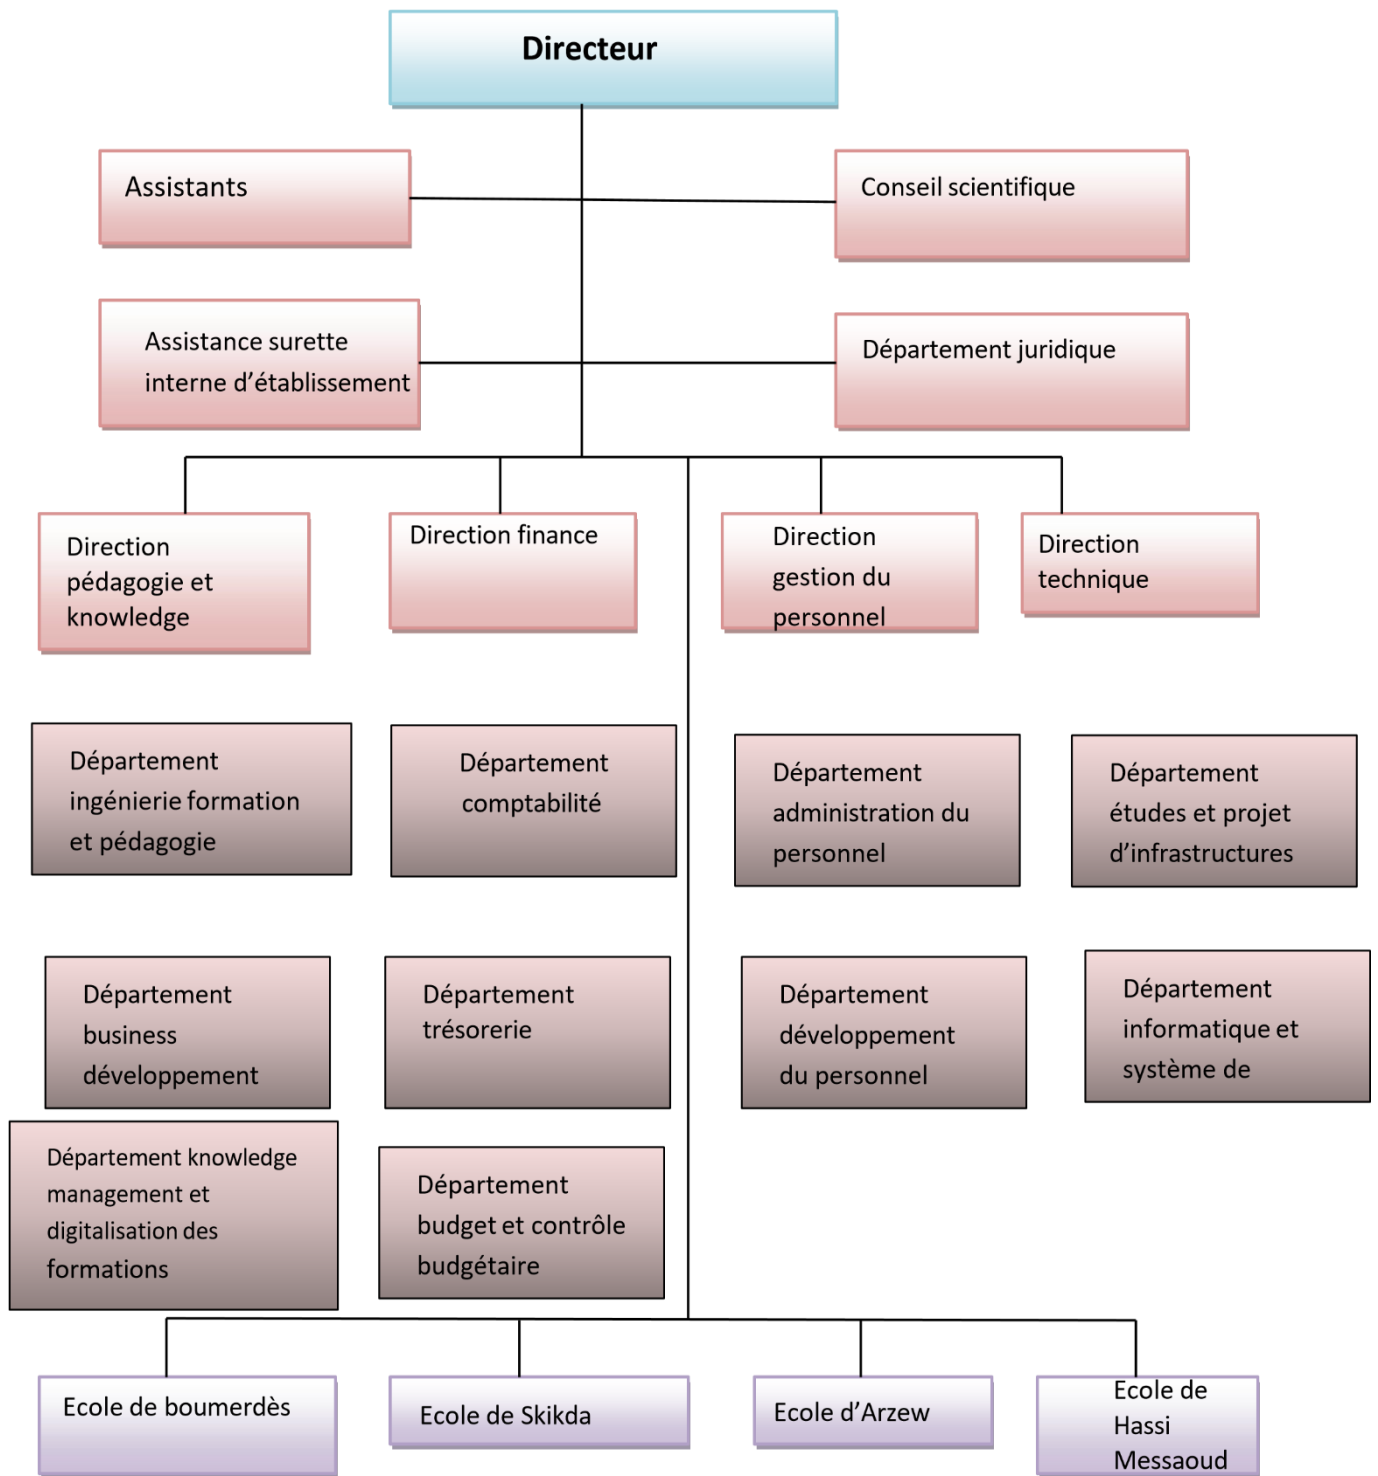 Directeur
Assistants
Conseil scientifique
Assistance surette
interne d'établissement
Département juridique
Direction
pédagogie et
knowledge
Direction finance
Direction
gestion du
personnel
Direction
technique
Département
ingénierie formation
et pédagogie
Département
comptabilité
Département
administration du
personnel
Département
études et projet
d'infrastructures
Département
business
développement
Département
trésorerie
Département
développement
du personnel
Département
informatique et
système de
Département knowledge
management et
digitalisation des
formations
Département
budget et contrôle
budgétaire
Ecole de boumerdès
Ecole de Skikda
Ecole d'Arzew
Ecole de
Hassi
Messaoud